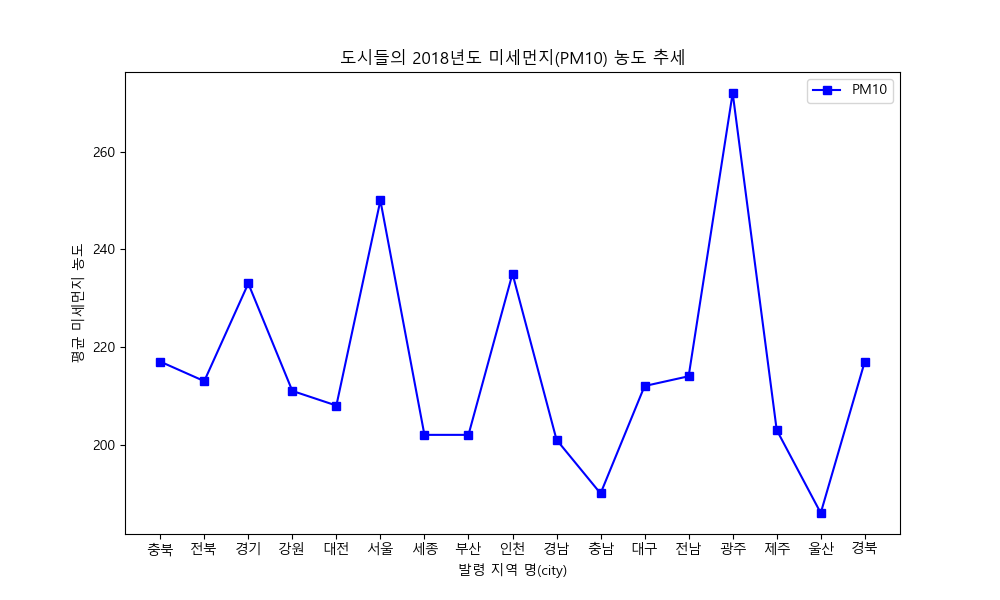 도시들의 2018년도 미세먼지(PM10) 농도 추세
PM10
평균 미세먼지 농도
260
240
220
200
충북 전북 경기 강원 대전 서울 세종 부산 인천 경남 충남 대구 전남 광주 제주 울산 경북
발령 지역 명(city)